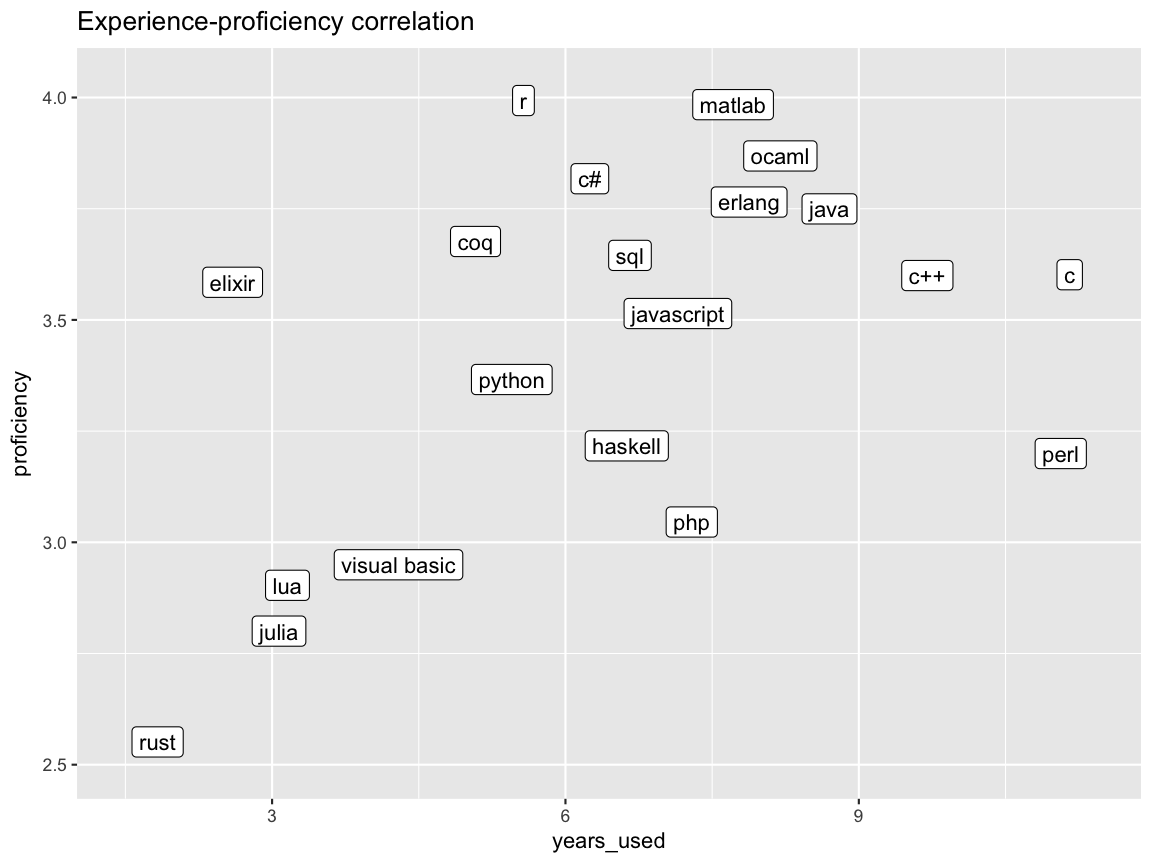 Experience-proficiency correlation
4.0
r
matlab
ocaml
c#
erlang
java
coq
sql
elixir
c++
c
3.5
javascript
python
proficiency
haskell
perl
php
3.0
visual basic
lua
julia
rust
2.5
3
6
9
years_used